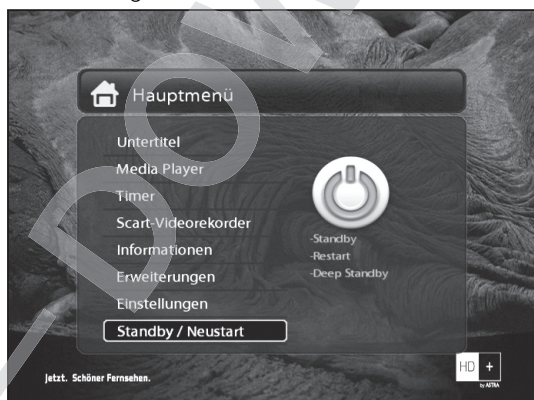 Hauptmenü
Untertitel
Media Player
Timer
Scart-Videorekorder
Informationen
Erweiterungen
Einstellungen
Standby / Neustart
-Standby
-Restart
-Deep Standby
Jetzt. Schöner Fernsehen.
HD +
by ASTRA